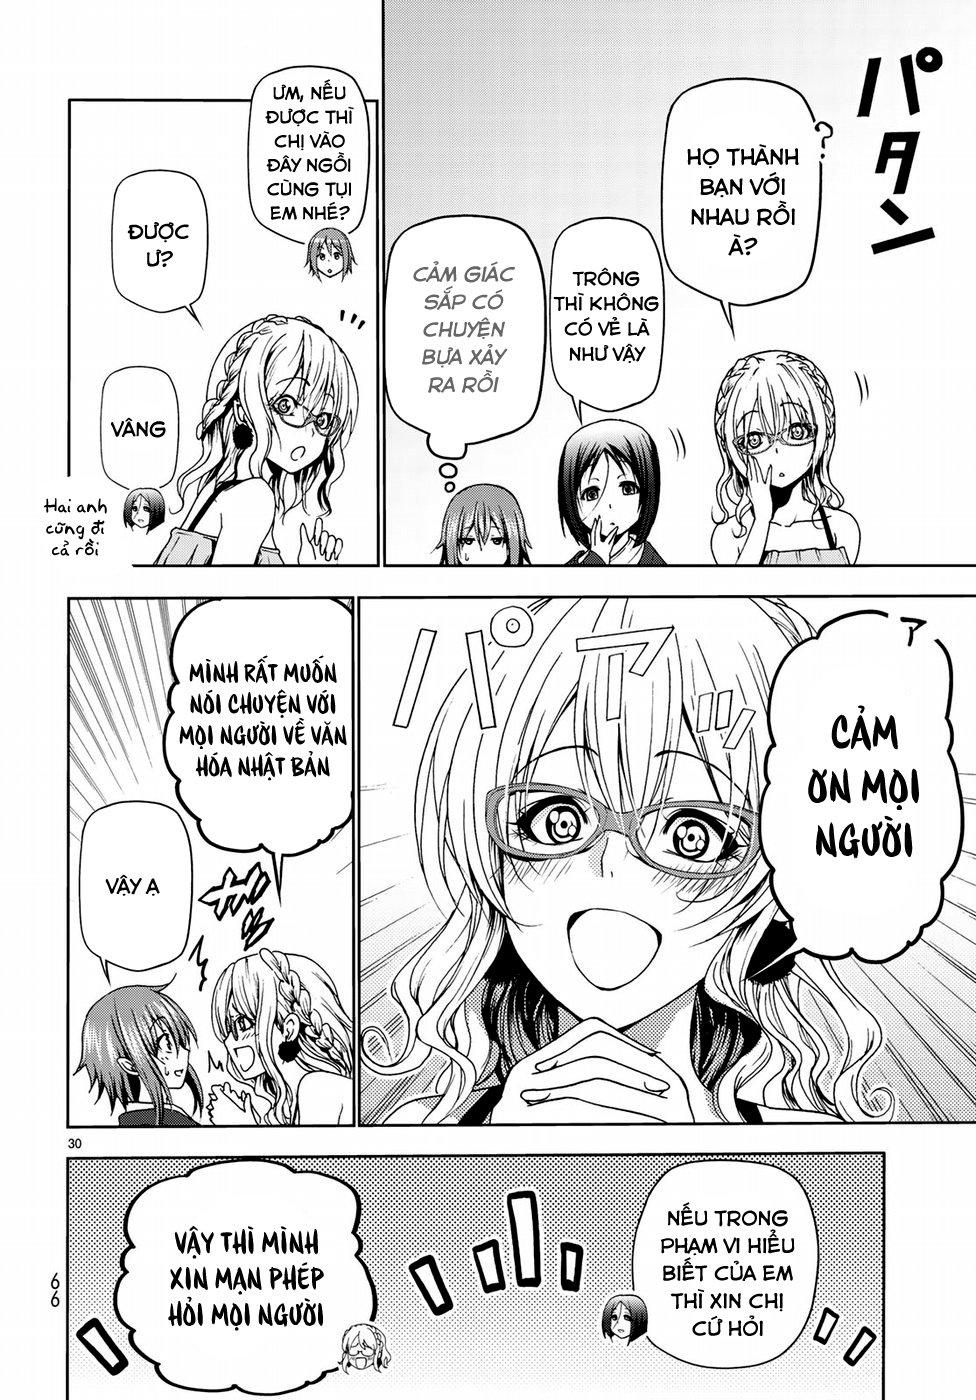 パタン
HỌ THÀNH
BẠN VỚI
NHAU RỒI
À?
?
TRÔNG
THÌ KHÔNG
CÓ VẺ LÀ
NHƯ VẬY
CẢM GIÁC
SẮP CÓ
CHUYỆN
BỰA XẢY
RA RỒI
ƯM, NẾU
ĐƯỢC THÌ
CHỊ VÀO
ĐÂY NGỒI
CÙNG TỤI
EM NHÉ?
ĐƯỢC
Ư?
VÂNG
Hai anh
cũng đi
cả rồi
パアァッ
ア
CẢM
ƠN MỌI
NGƯỜI
MÌNH RẤT MUỐN
NÓI CHUYỆN VỚI
MỌI NGƯỜI VỀ VĂN
HÓA NHẬT BẢN
VẬY Ạ
30
NẾU TRONG
PHẠM VI HIỂU
BIẾT CỦA EM
THÌ XIN CHỊ
CỨ HỎI
VẬY THÌ MÌNH
XIN MẠN PHÉP
HỎI MỌI NGƯỜI
66